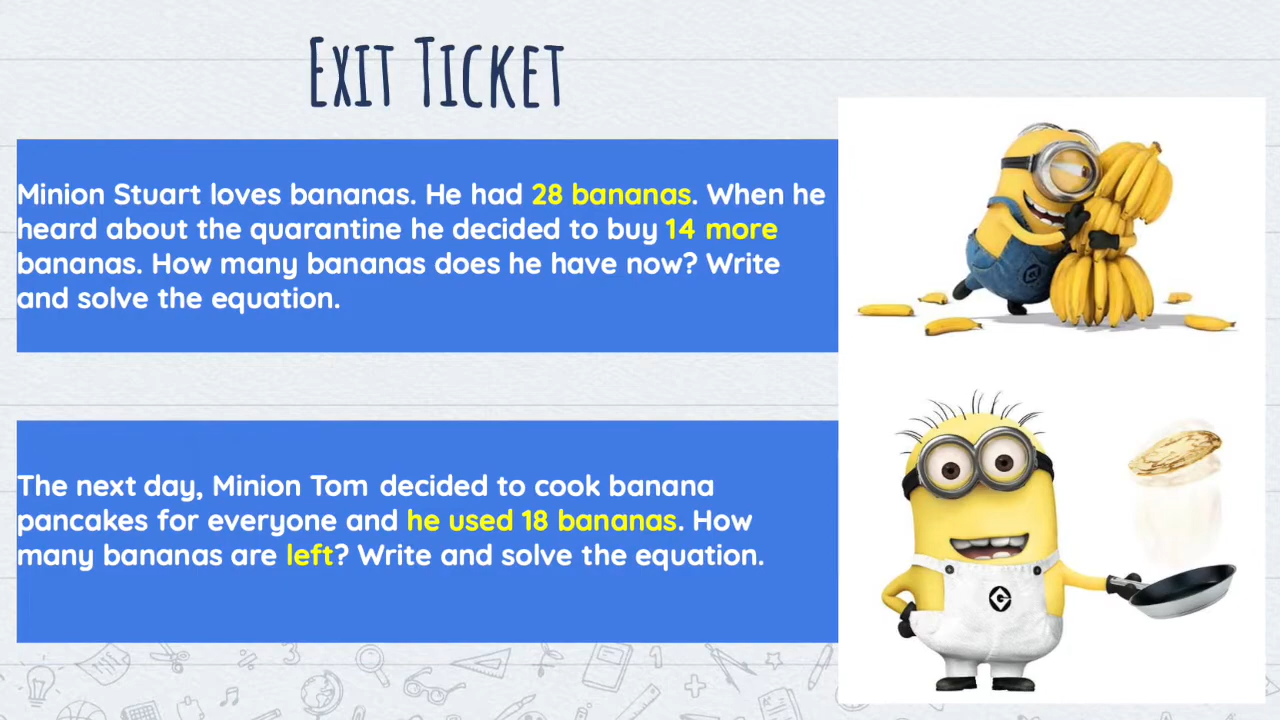 Exit Ticket
Minion Stuart loves bananas. He had 28 bananas. When he
heard about the quarantine he decided to buy 14 more
bananas. How many bananas does he have now? Write
and solve the equation.
The next day, Minion Tom decided to cook banana
pancakes for everyone and he used 18 bananas. How
many bananas are left? Write and solve the equation.